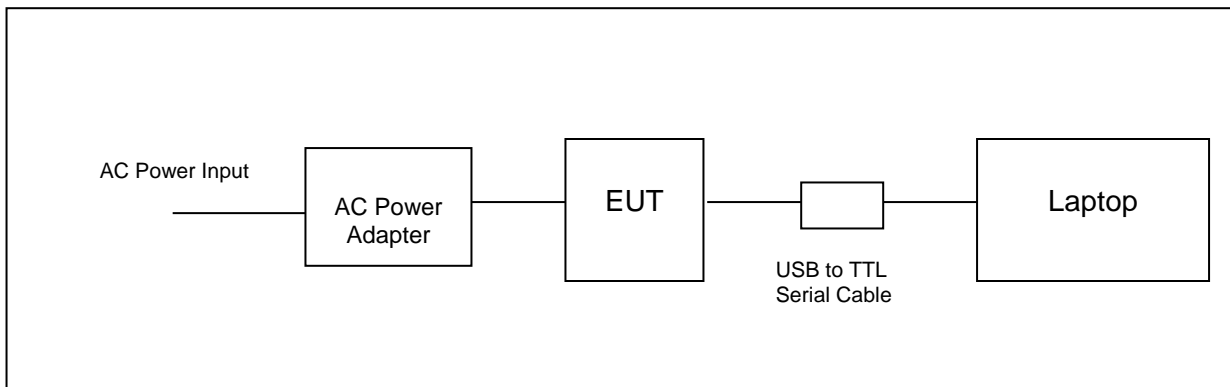 AC Power Input
AC Power
Adapter
EUT
USB to TTL
Serial Cable
Laptop